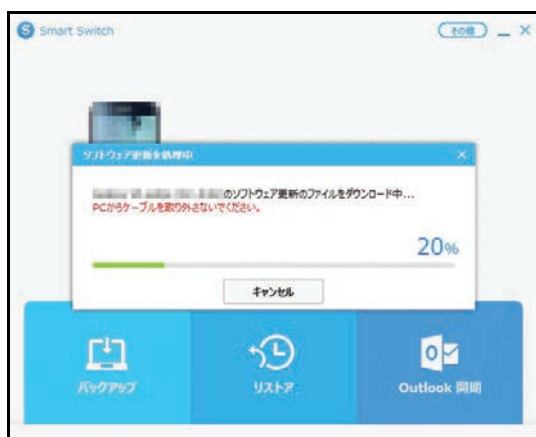 Smart Switch
その他
ソフトウェア更新を処理中
のソフトウェア更新のファイルをダウンロード中...
PCからケーブルを取り外さないでください。
20%
キャンセル
バックアップ
リストア
Outlook 同期